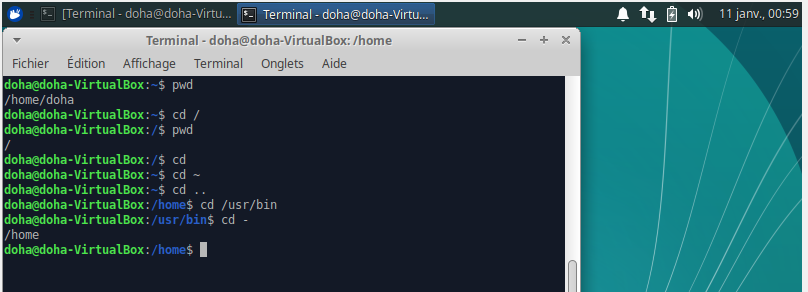 [Terminal - doha@doha-Virtu...
Terminal - doha@doha-Virtu...
11 janv., 00:59
Terminal - doha@doha-VirtualBox: /home
Fichier Édition Affichage Terminal Onglets Aide
doha@doha-VirtualBox:~$ pwd
/home/doha
doha@doha-VirtualBox:~$ cd /
doha@doha-VirtualBox:/$ pwd
/
doha@doha-VirtualBox:/$ cd
doha@doha-VirtualBox:~$ cd ~
doha@doha-VirtualBox:~$ cd ..
doha@doha-VirtualBox:/home$ cd /usr/bin
doha@doha-VirtualBox:/usr/bin$ cd -
/home
doha@doha-VirtualBox:/home$